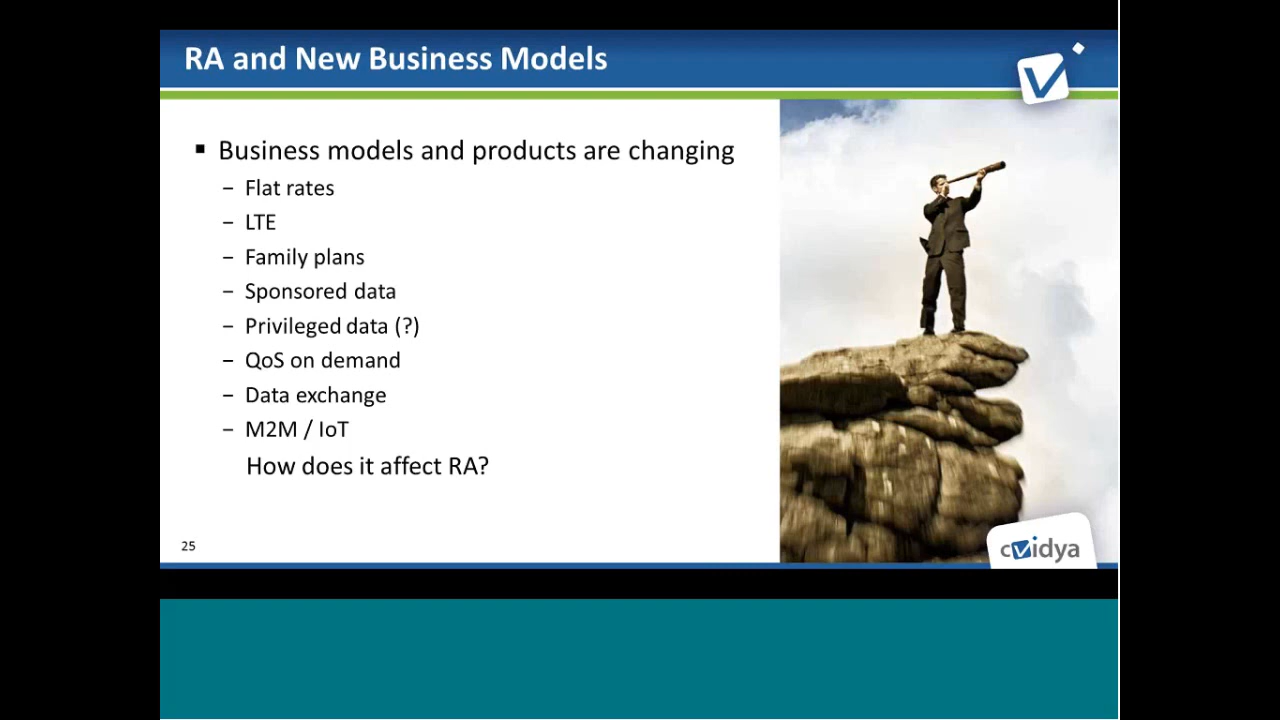 RA and New Business Models
▪ Business models and products are changing
− Flat rates
− LTE
− Family plans
− Sponsored data
− Privileged data (?)
− QoS on demand
− Data exchange
− M2M / IoT
How does it affect RA?
25
cvidya